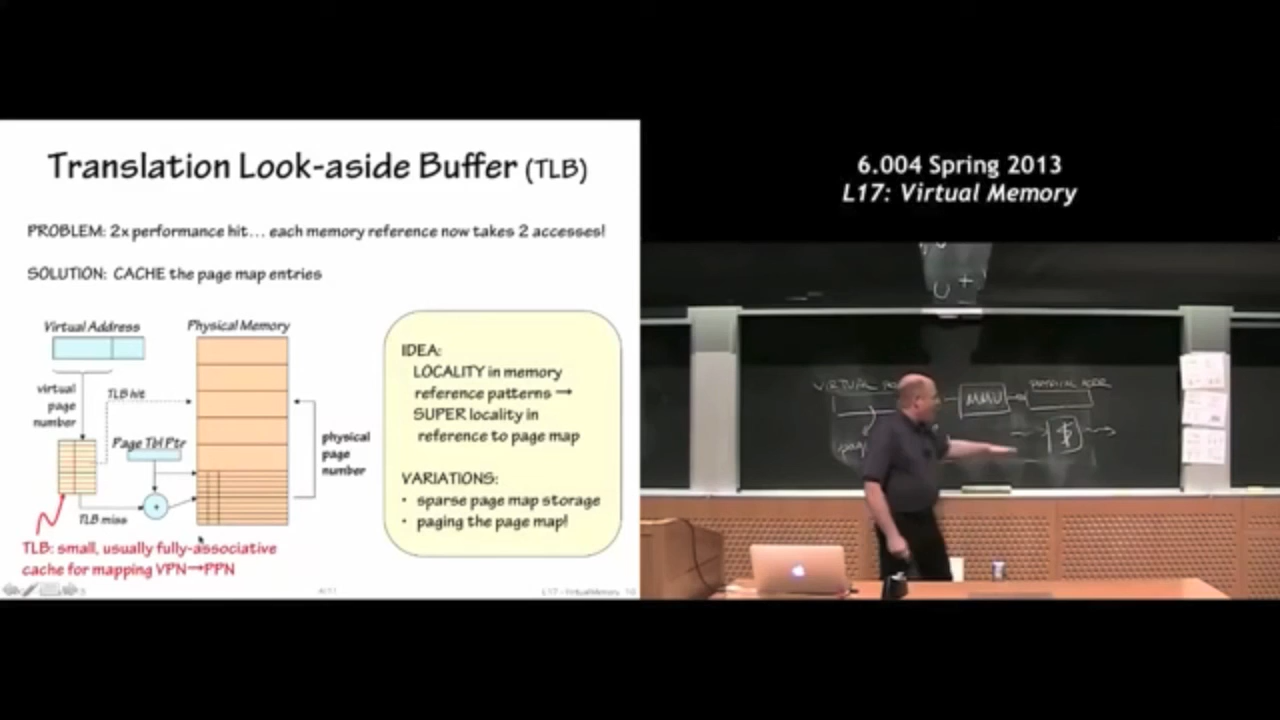 Translation Look-aside Buffer (TLB)
PROBLEM: 2x performance hit… each memory reference now takes 2 accesses!
SOLUTION: CACHE the page map entries
Virtual Address
Physical Memory
virtual
page
number
TLB hit
Page Tbl Ptr
+
TLB miss
physical
page
number
TLB: small, usually fully-associative
cache for mapping VPN→PPN
IDEA:
LOCALITY in memory
reference patterns →
SUPER locality in
reference to page map
VARIATIONS:
• sparse page map storage
• paging the page map!
L17 - Virtual Memory 10
6.004 Spring 2013
L17: Virtual Memory
VIRTUAL
MMU
PHYSICAL ADDR
$